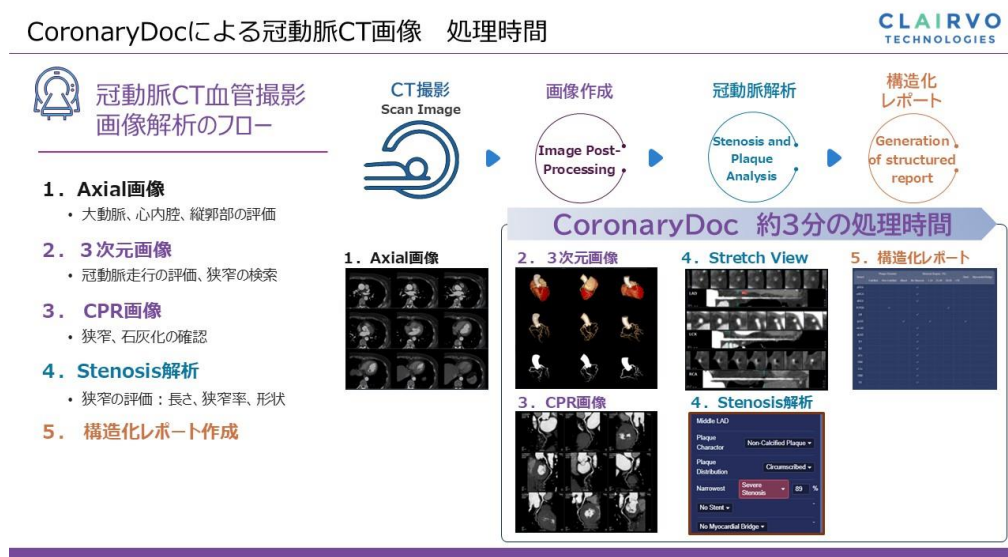 CoronaryDocによる冠動脈CT画像　処理時間
CLAIRVO
TECHNOLOGIES
冠動脈CT血管撮影
画像解析のフロー
1. Axial画像
• 大動脈、心内腔、縦郭部の評価
2. 3次元画像
• 冠動脈走行の評価、狭窄の検索
3. CPR画像
• 狭窄、石灰化の確認
4. Stenosis解析
• 狭窄の評価：長さ、狭窄率、形状
5. 構造化レポート作成
CT撮影
Scan Image
画像作成
Image Post-
Processing
冠動脈解析
Stenosis and
Plaque
Analysis
構造化
レポート
Generation
of structured
report
CoronaryDoc 約3分の処理時間
1. Axial画像
2. 3次元画像
4. Stretch View
LAD
LCX
RCA
5. 構造化レポート
3. CPR画像
4. Stenosis解析
Middle LAD
Plaque
Character
Non-Calcified Plaque
Plaque
Distribution
Circumscribed
Narrowest
Severe
Stenosis
89 %
No Stent
No Myocardial Bridge